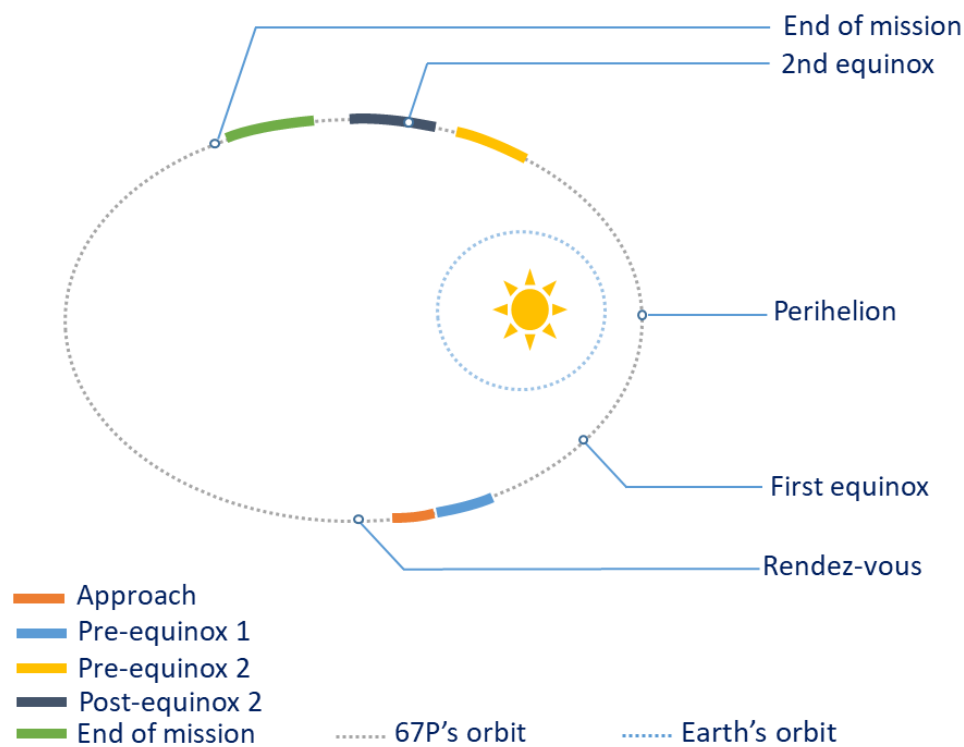 End of mission
2nd equinox
Perihelion
First equinox
Rendez-vous
Approach
Pre-equinox 1
Pre-equinox 2
Post-equinox 2
End of mission
67P's orbit
Earth's orbit